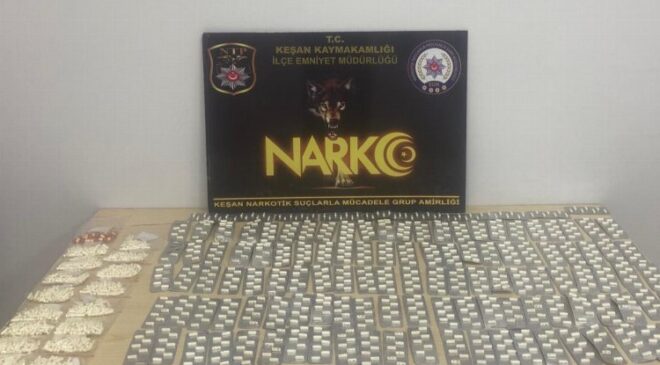 T.C.
KEŞAN KAYMAKAMLIĞI
İLÇE EMNİYET MÜDÜRLÜĞÜ
NARKO
KEŞAN NARKOTİK SUÇLARLA MÜCADELE GRUP AMİRLİĞİ